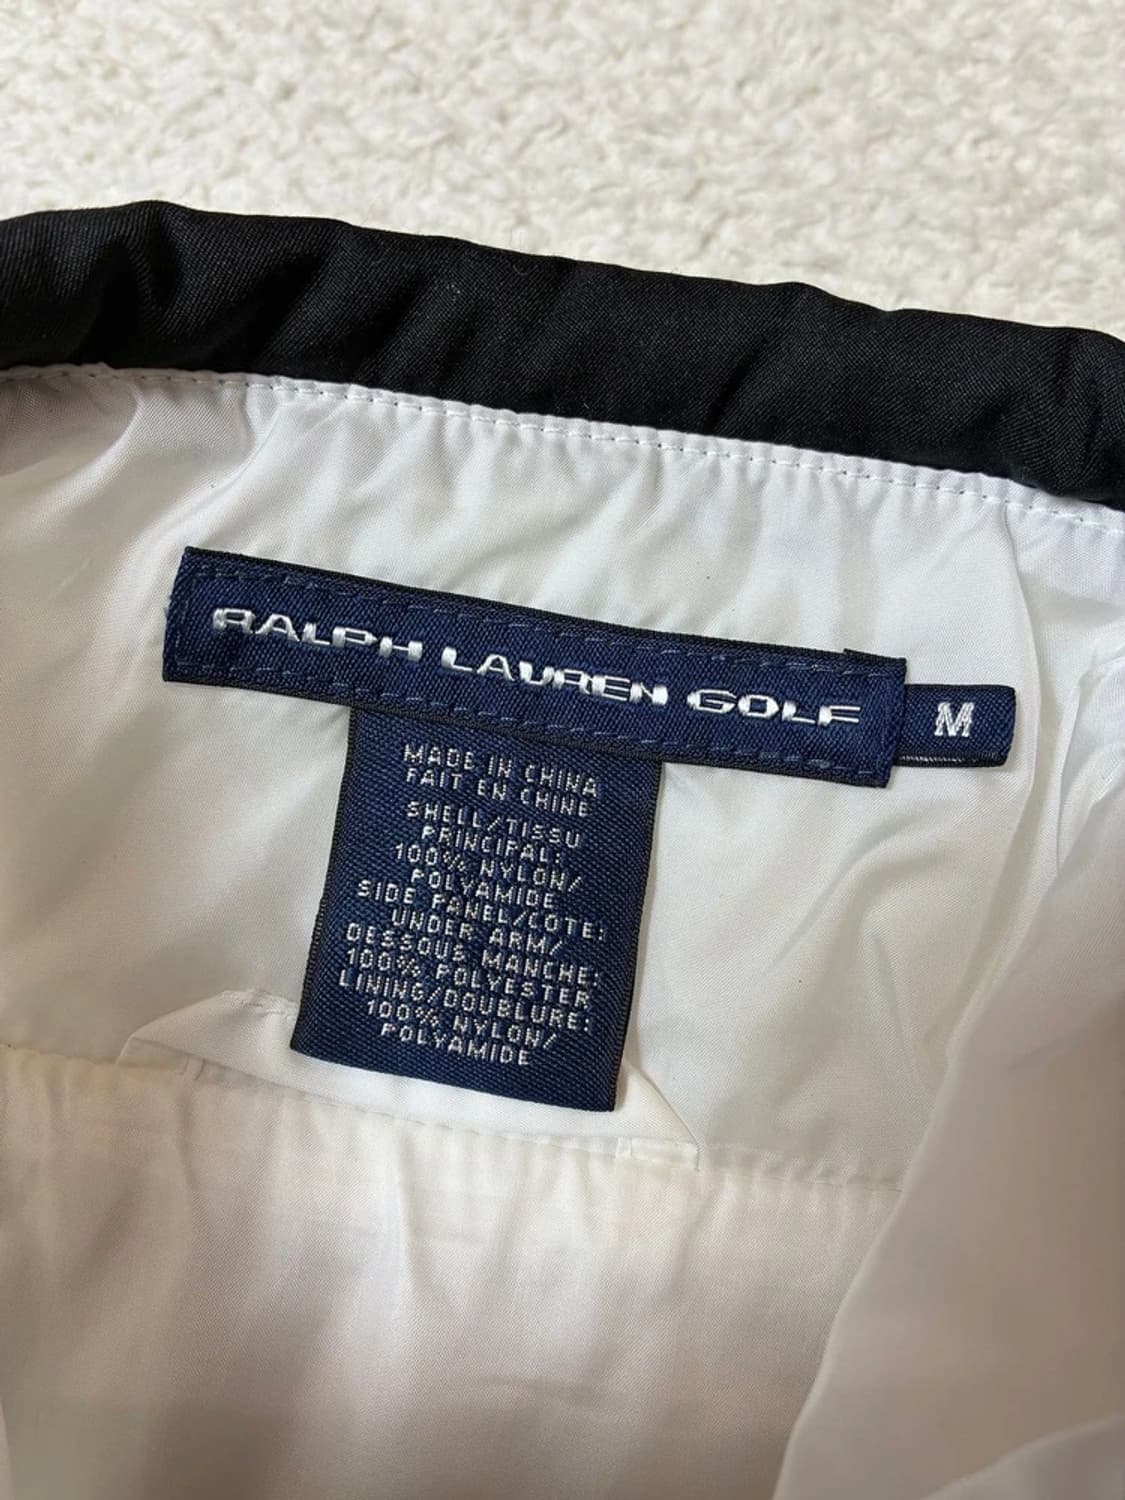 RALPH LAUREN GOLF
M
MADE IN CHINA
FAIT EN CHINE
SHELL/TISSU
PRINCIPAL:
100% NYLON/
POLYAMIDE
SIDE PANEL/COTE:
UNDER ARM/
DESSOUS MANCHE:
100% POLYESTER
LINING/DOUBLURE:
100% NYLON/
POLYAMIDE